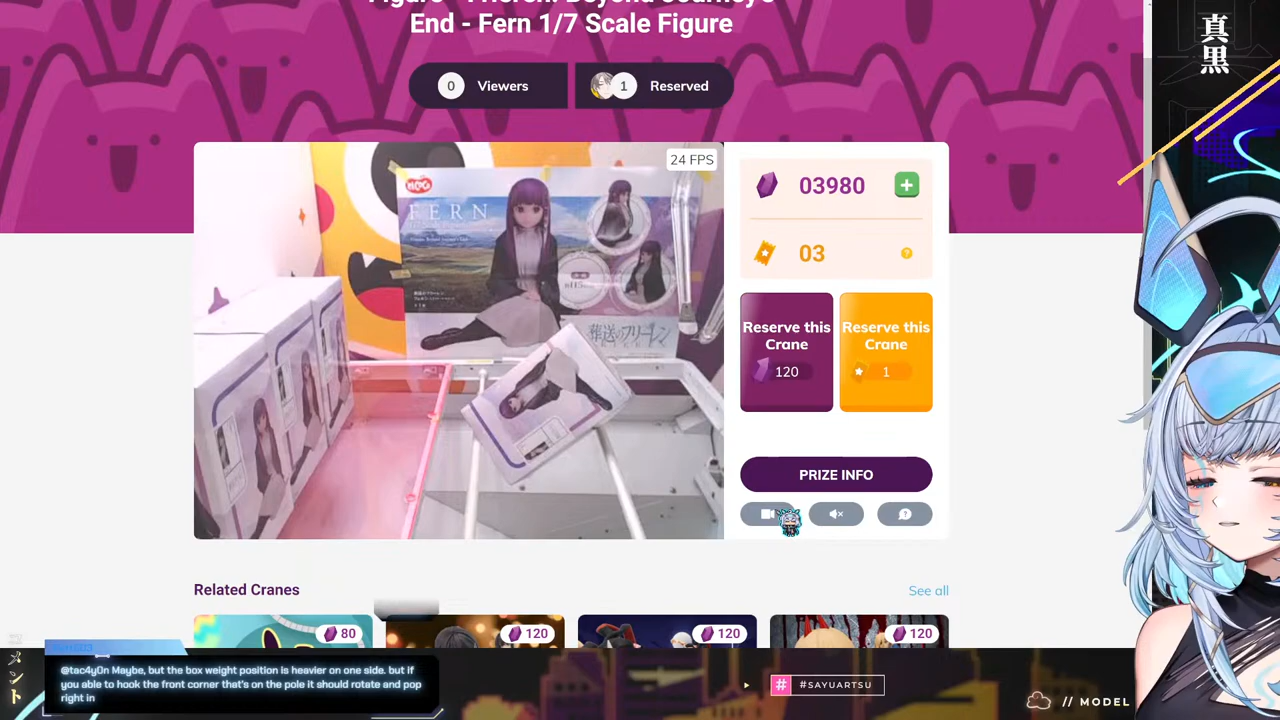 End - Fern 1/7 Scale Figure
0 Viewers
1 Reserved
真黒
24 FPS
03980
FERN
03
葬送のフリーレン
Reserve this
Crane
120
Reserve this
Crane
1
PRIZE INFO
Related Cranes
See all
80
120
120
120
@tac4y0n Maybe, but the box weight position is heavier on one side. but if
you able to hook the front corner that's on the pole it should rotate and pop
right in
# #SAYUARTSU
// MODEL